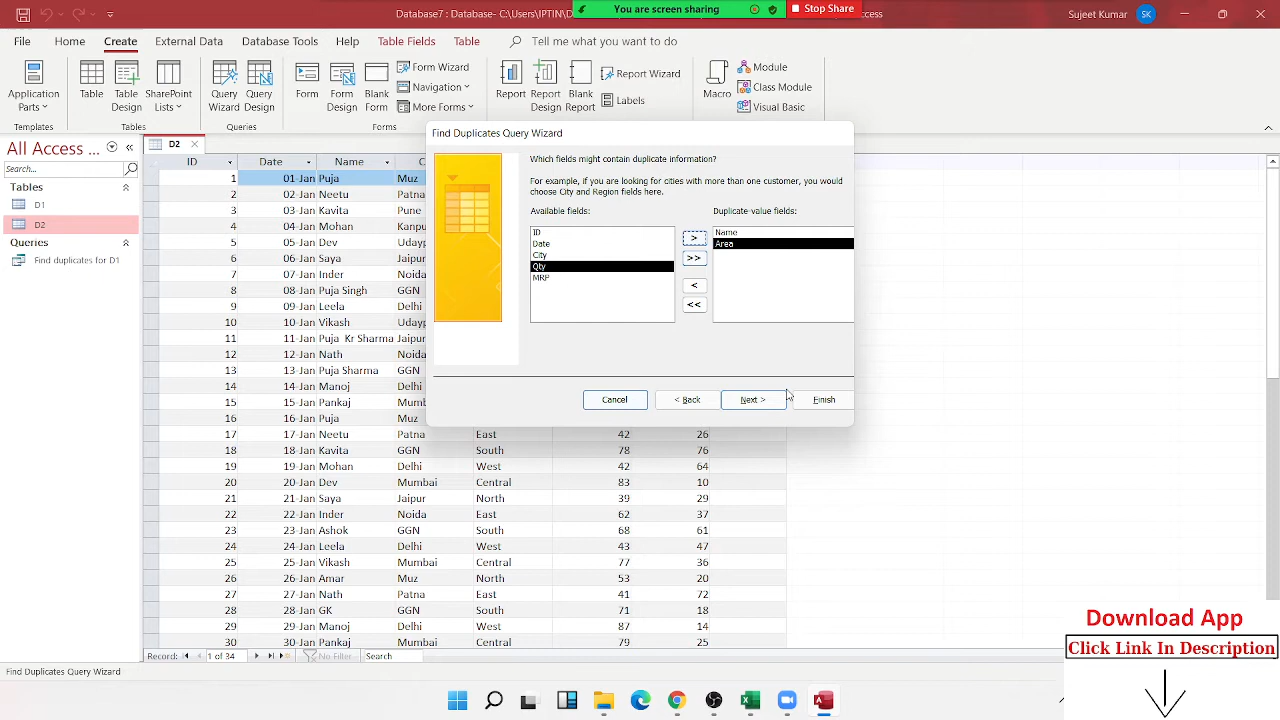 Database7 : Database- C:\Users\IPTIN\D
You are screen sharing
Stop Share
Sujeet Kumar
SK
File Home Create External Data Database Tools Help Table Fields Table Tell me what you want to do
Application Parts
Templates
Table
Table Design
SharePoint Lists
Tables
Query Wizard
Query Design
Queries
Form
Form Design
Blank Form
Form Wizard
Navigation
More Forms
Forms
Report
Report Design
Blank Report
Report Wizard
Labels
Macro
Module
Class Module
Visual Basic
All Access ...
Search...
Tables
D1
D2
Queries
Find duplicates for D1
D2
ID Date Name
1 01-Jan Puja Muz
2 02-Jan Neetu Patna
3 03-Jan Kavita Pune
4 04-Jan Mohan Kanpu
5 05-Jan Dev Udayp
6 06-Jan Saya Jaipur
7 07-Jan Inder Mumb
8 08-Jan Puja Singh GGN
9 09-Jan Leela Delhi
10 10-Jan Vikash Udayp
11 11-Jan Puja Kr Sharma Jaipur
12 12-Jan Nath Noida
13 13-Jan Puja Sharma GGN
14 14-Jan Manoj Delhi
15 15-Jan Pankaj Mumb
16 16-Jan Puja Muz
17 17-Jan Neetu Patna East 42 26
18 18-Jan Kavita GGN South 78 76
19 19-Jan Mohan Delhi West 42 64
20 20-Jan Dev Mumbai Central 83 10
21 21-Jan Saya Jaipur North 39 29
22 22-Jan Inder Noida East 62 37
23 23-Jan Ashok GGN South 68 61
24 24-Jan Leela Delhi West 43 47
25 25-Jan Vikash Mumbai Central 77 36
26 26-Jan Amar Muz North 53 20
27 27-Jan Nath Patna East 41 72
28 28-Jan GK GGN South 71 18
29 29-Jan Manoj Delhi West 87 14
30 30-Jan Pankaj Mumbai Central 79 25
Find Duplicates Query Wizard
Which fields might contain duplicate information?
For example, if you are looking for cities with more than one customer, you would
choose City and Region fields here.
Available fields:
ID
Date
City
Qty
MRP
>
>>
<
<<
Duplicate-value fields:
Name
Area
Cancel < Back Next > Finish
Record: 1 of 34 No Filter Search
Find Duplicates Query Wizard
Download App
Click Link In Description